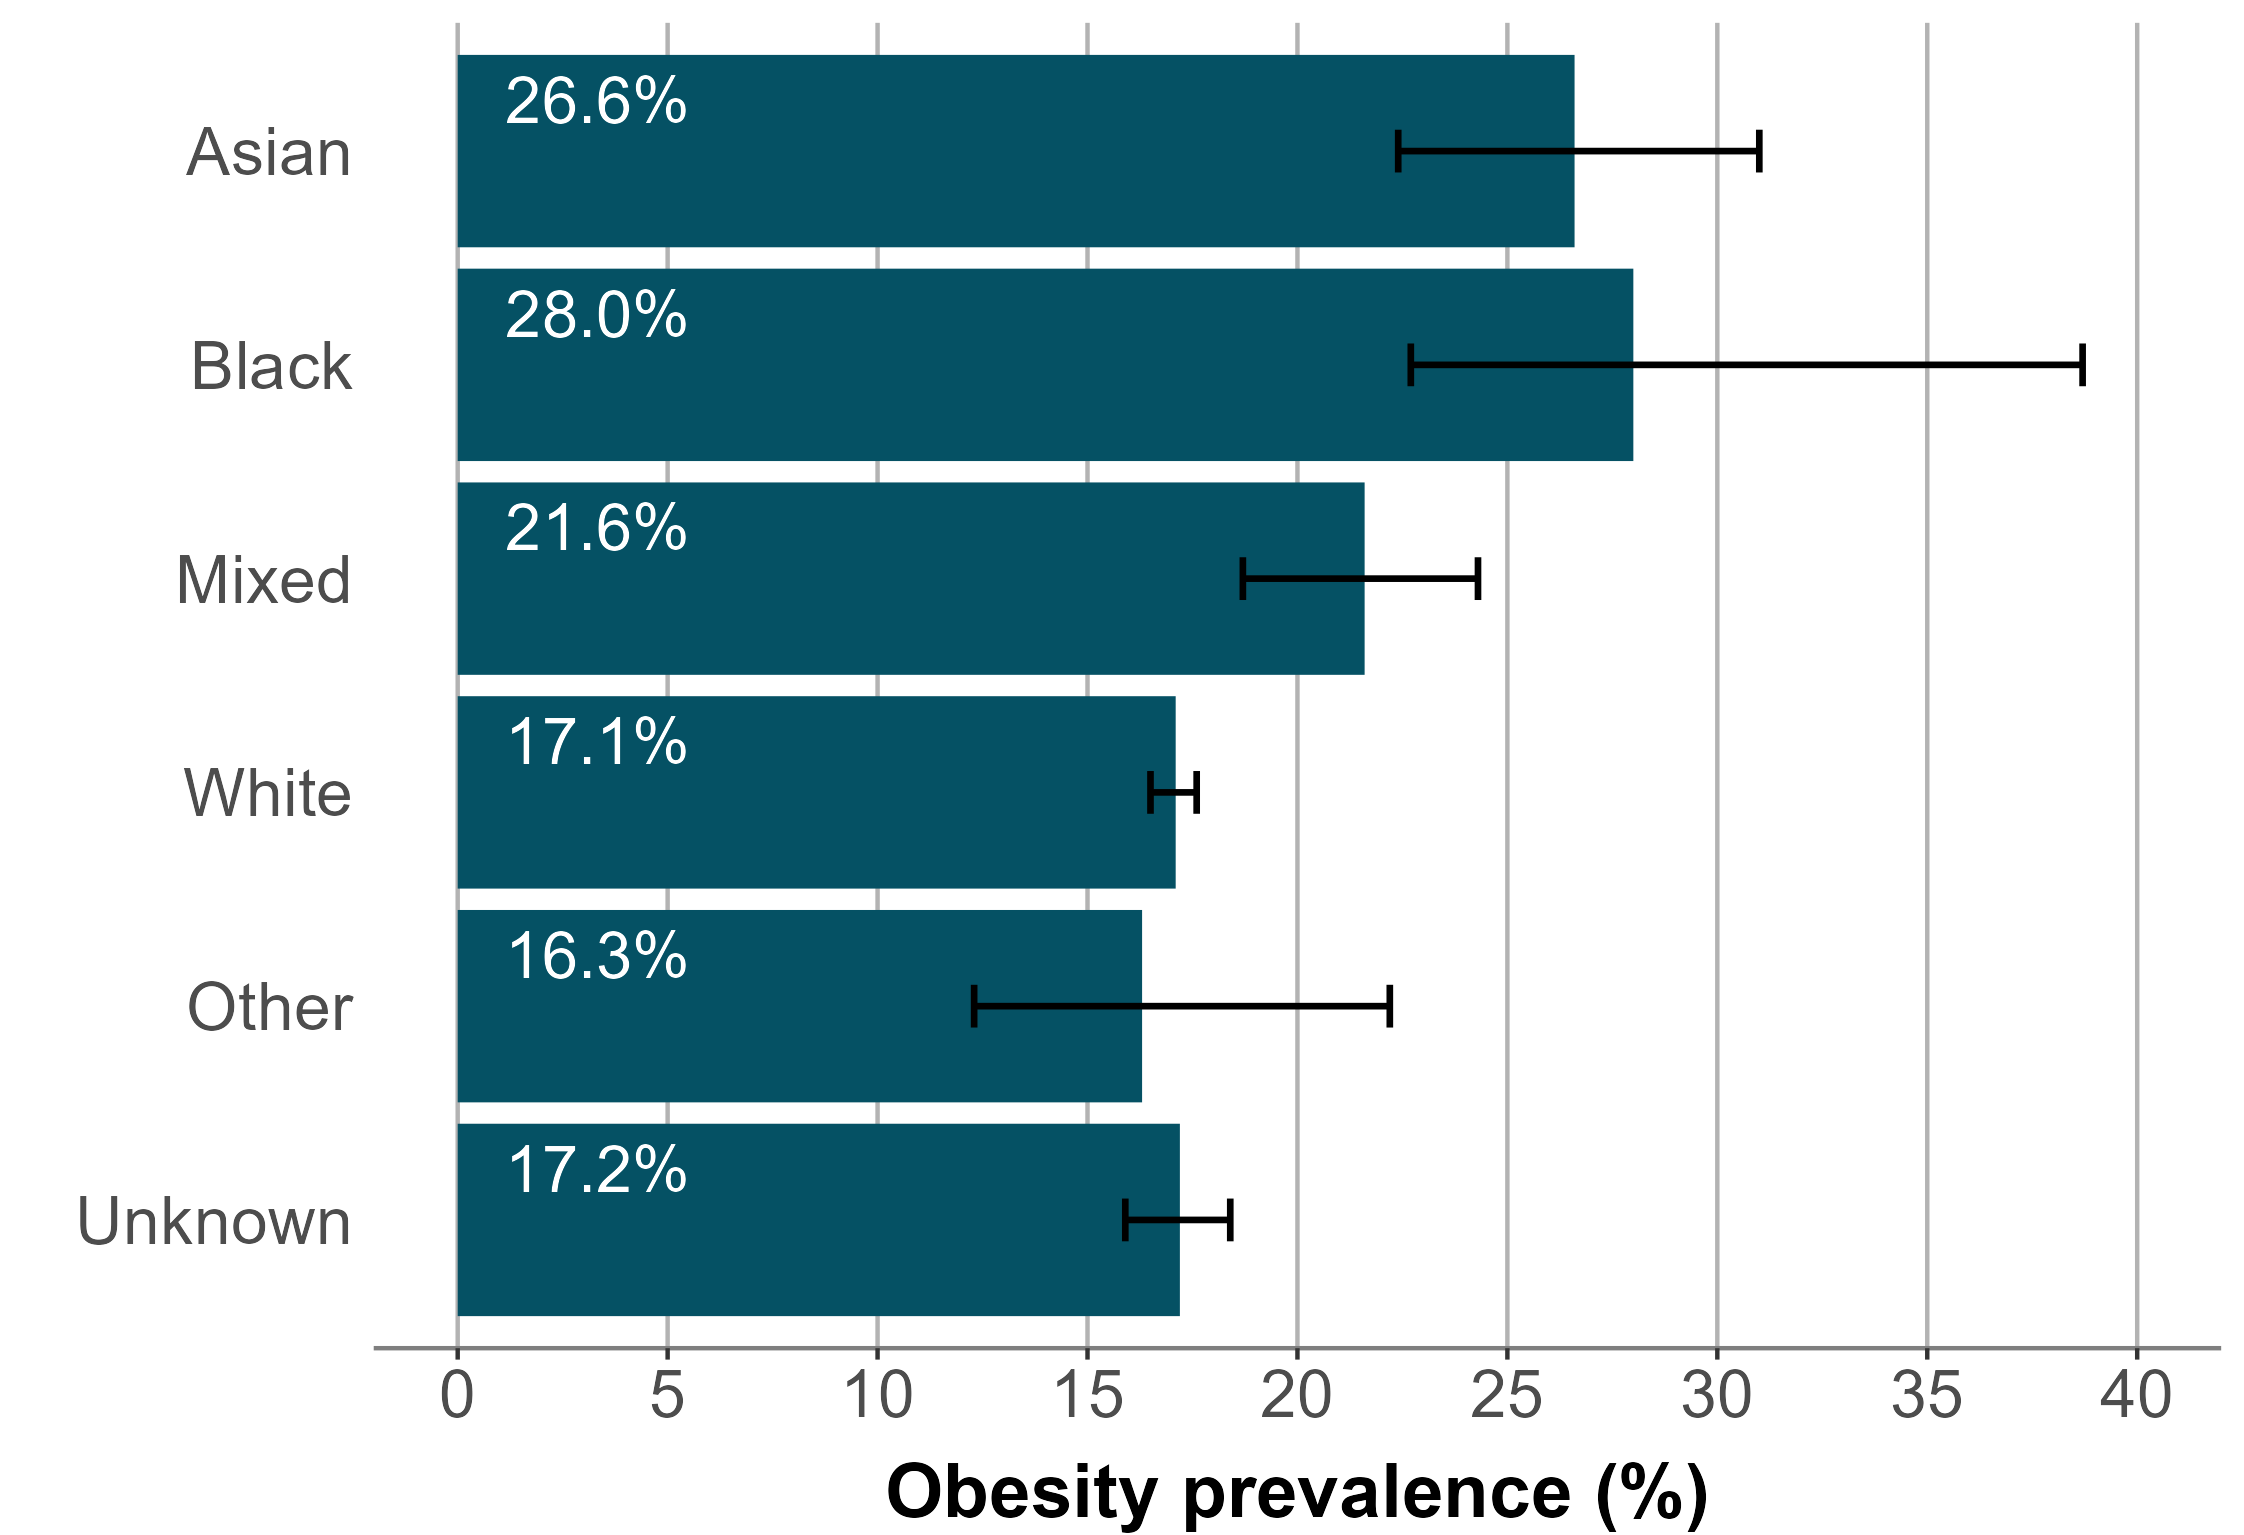 26.6%
Asian
28.0%
Black
21.6%
Mixed
17.1%
White
16.3%
Other
17.2%
Unknown
0 5 10 15 20 25 30 35 40
Obesity prevalence (%)